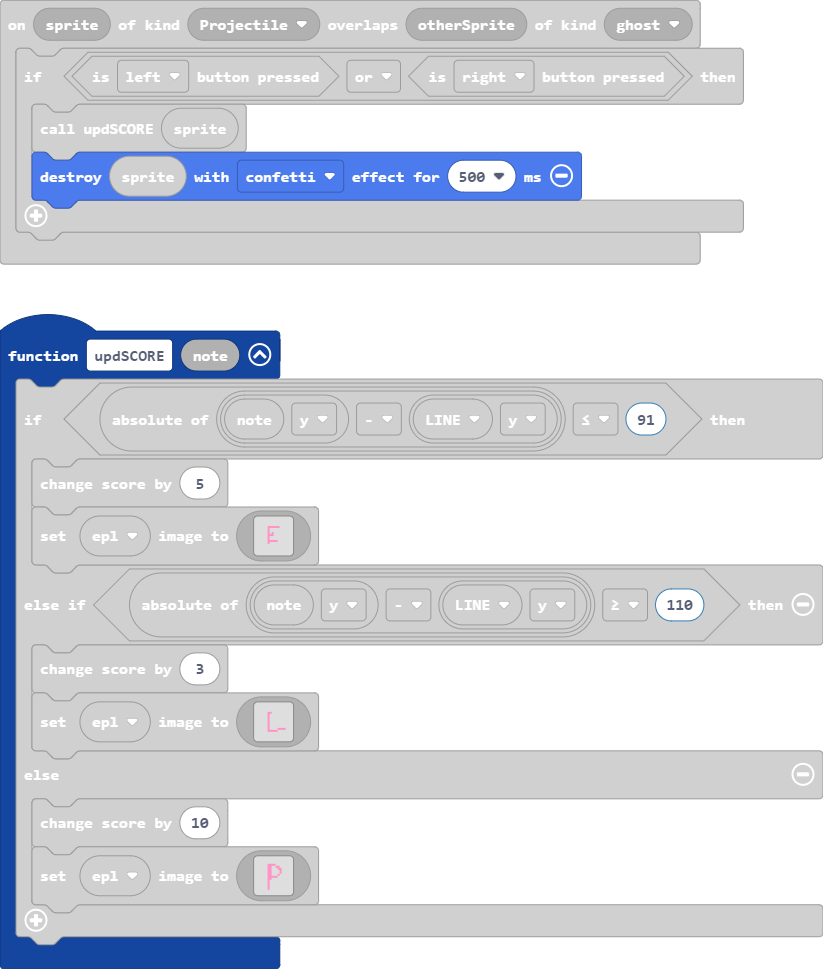 on sprite of kind Projectile overlaps otherSprite of kind ghost
if is left button pressed or is right button pressed then
call updSCORE sprite
destroy sprite with confetti effect for 500 ms
function updSCORE note
if absolute of note y - LINE y ≤ 91 then
change score by 5
set epl image to E
else if absolute of note y - LINE y ≥ 110 then
change score by 3
set epl image to L
else
change score by 10
set epl image to P